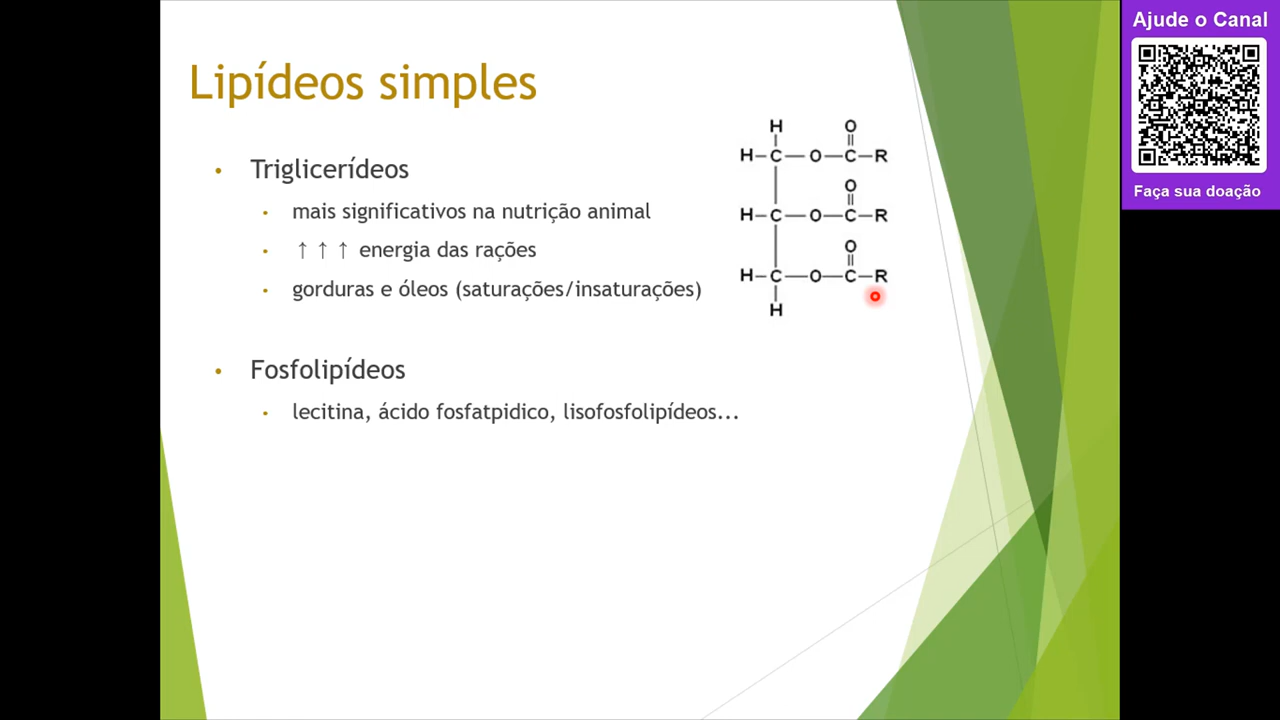 Lipídeos simples
Triglicerídeos
mais significativos na nutrição animal
↑ ↑ ↑ energia das rações
gorduras e óleos (saturações/insaturações)
Fosfolipídeos
lecitina, ácido fosfatpidico, lisofosfolipídeos...
H O
H–C—O—C–R
O
H–C—O—C–R
O
H–C—O—C–R
H
Ajude o Canal
Faça sua doação